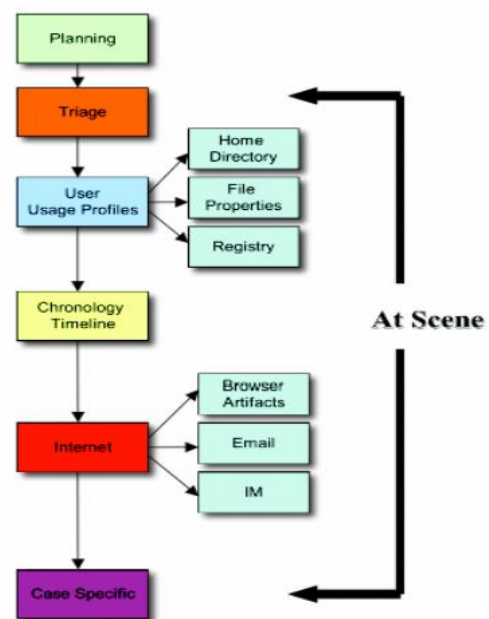 Planning
Triage
Home
Directory
User
Usage Profiles
File
Properties
Registry
Chronology
Timeline
At Scene
Browser
Artifacts
Internet
Email
IM
Case Specific